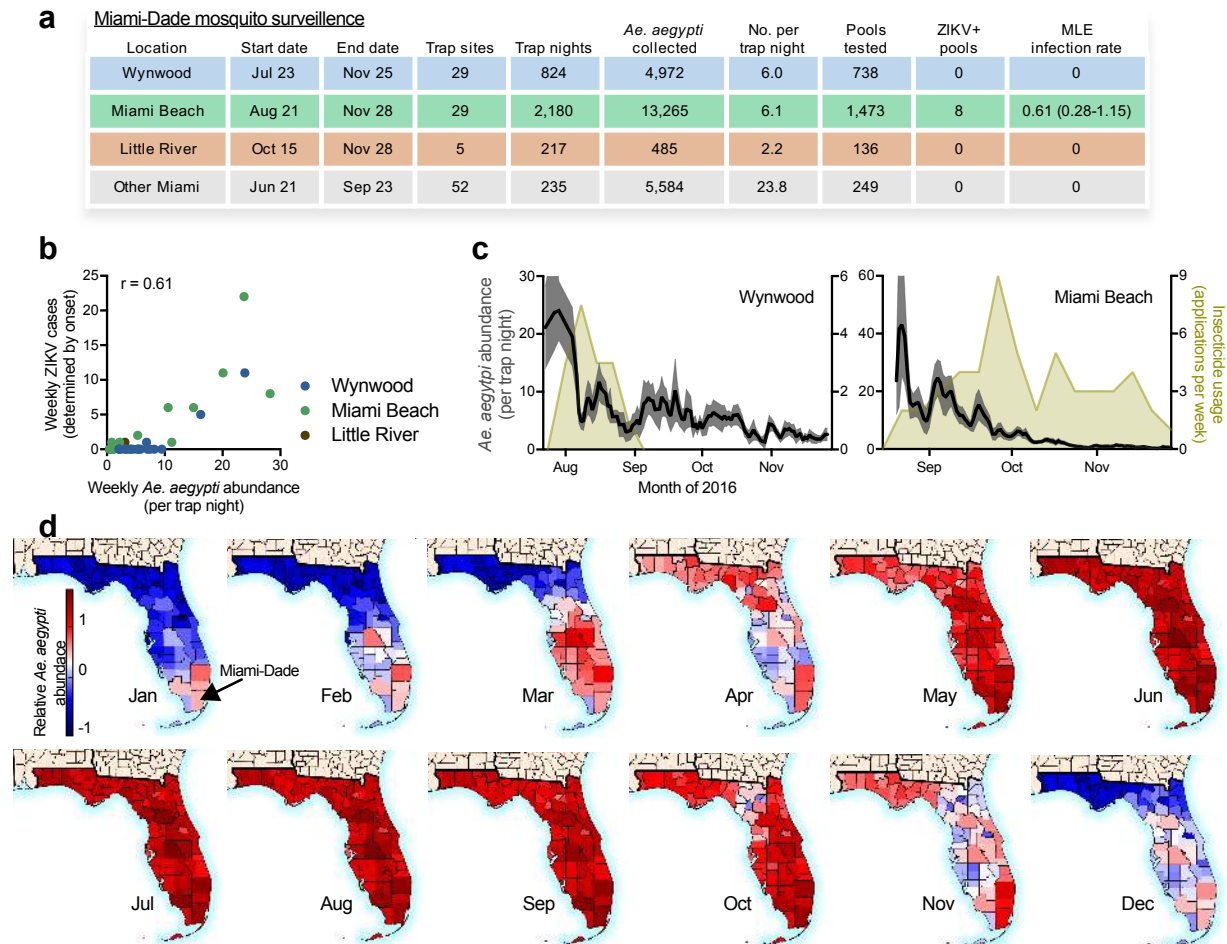 a
Miami-Dade mosquito surveillence
Location Start date End date Trap sites Trap nights Ae. aegypti collected No. per trap night Pools tested ZIKV+ pools MLE infection rate
Wynwood Jul 23 Nov 25 29 824 4,972 6.0 738 0 0
Miami Beach Aug 21 Nov 28 29 2,180 13,265 6.1 1,473 8 0.61 (0.28-1.15)
Little River Oct 15 Nov 28 5 217 485 2.2 136 0 0
Other Miami Jun 21 Sep 23 52 235 5,584 23.8 249 0 0
b
r = 0.61
Weekly ZIKV cases
(determined by onset)
25
20
15
10
5
0
0 10 20 30
Weekly Ae. aegypti abundance
(per trap night)
Wynwood
Miami Beach
Little River
c
Ae. aegytpi abundance
(per trap night)
30
20
10
0
Wynwood
6
4
2
0
Aug Sep Oct Nov
Month of 2016
60
40
20
0
Miami Beach
9
6
3
0
Sep Oct Nov
Insecticide usage
(applications per week)
d
Relative Ae. aegypti
abundace
1
0
-1
Miami-Dade
Jan Feb Mar Apr May Jun
Jul Aug Sep Oct Nov Dec